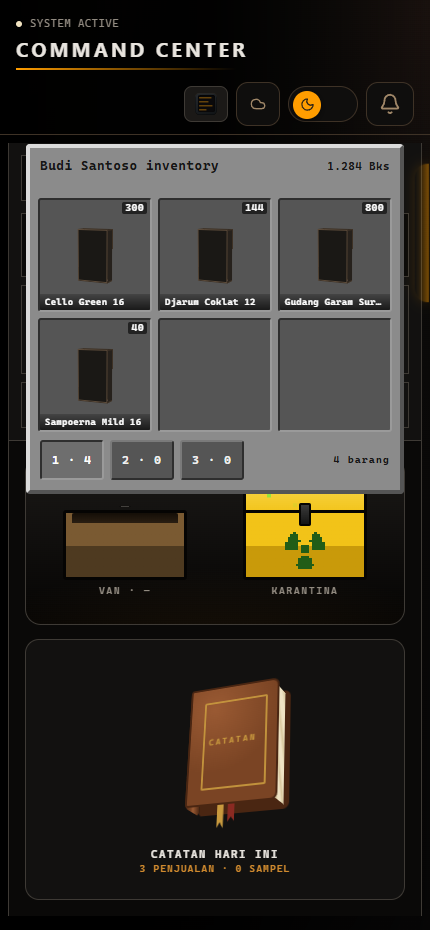 SYSTEM ACTIVE
COMMAND CENTER
Budi Santoso inventory
1.284 Bks
300
144
800
Cello Green 16
Djarum Coklat 12
Gudang Garam Sur…
40
Sampoerna Mild 16
1 · 4
2 · 0
3 · 0
4 barang
VAN · —
KARANTINA
CATATAN
CATATAN HARI INI
3 PENJUALAN · 0 SAMPEL